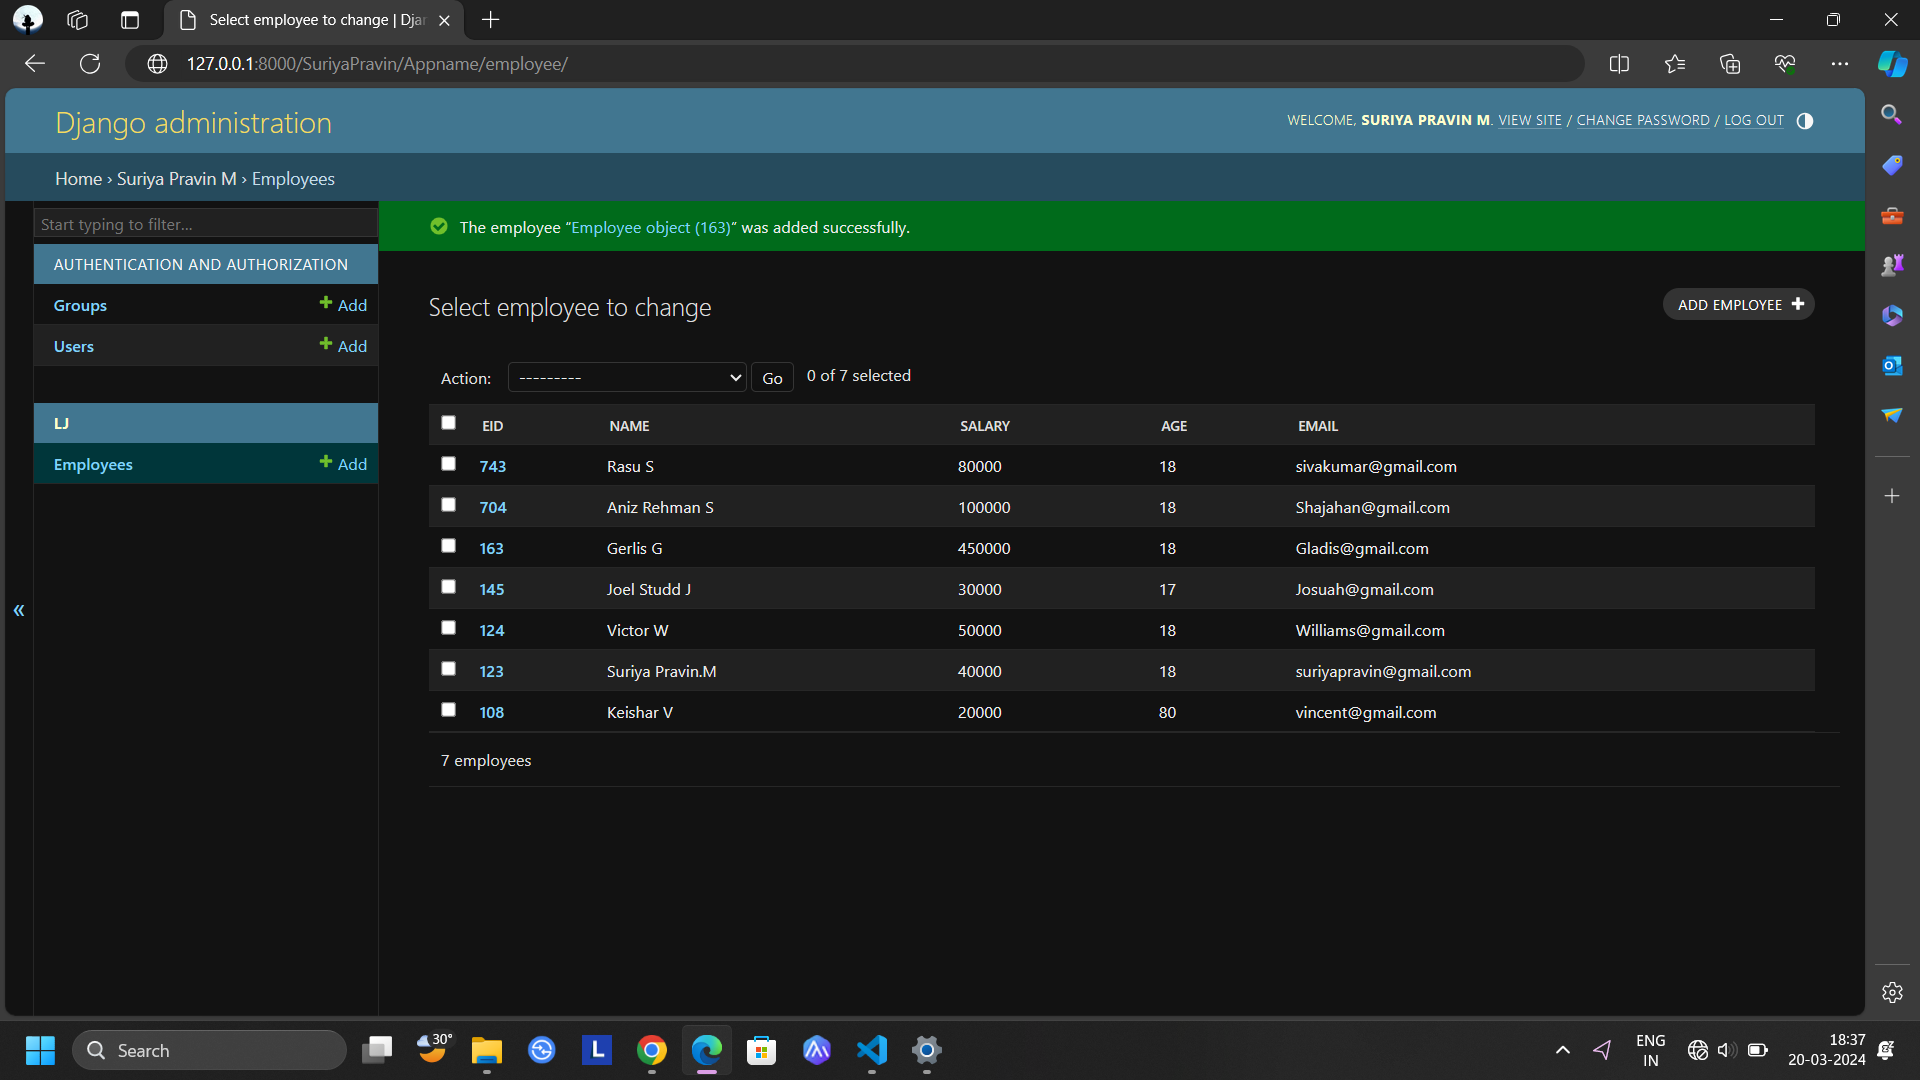 Select employee to change | Djan
127.0.0.1:8000/SuriyaPravin/Appname/employee/
Django administration
WELCOME, SURIYA PRAVIN M. VIEW SITE / CHANGE PASSWORD / LOG OUT
Home › Suriya Pravin M › Employees
Start typing to filter...
AUTHENTICATION AND AUTHORIZATION
Groups Add
Users Add
LJ
Employees Add
«
The employee “Employee object (163)” was added successfully.
Select employee to change
ADD EMPLOYEE
Action: --------- Go 0 of 7 selected
EID NAME SALARY AGE EMAIL
743 Rasu S 80000 18 sivakumar@gmail.com
704 Aniz Rehman S 100000 18 Shajahan@gmail.com
163 Gerlis G 450000 18 Gladis@gmail.com
145 Joel Studd J 30000 17 Josuah@gmail.com
124 Victor W 50000 18 Williams@gmail.com
123 Suriya Pravin.M 40000 18 suriyapravin@gmail.com
108 Keishar V 20000 80 vincent@gmail.com
7 employees
Search
30°
L
ENG
IN
18:37
20-03-2024